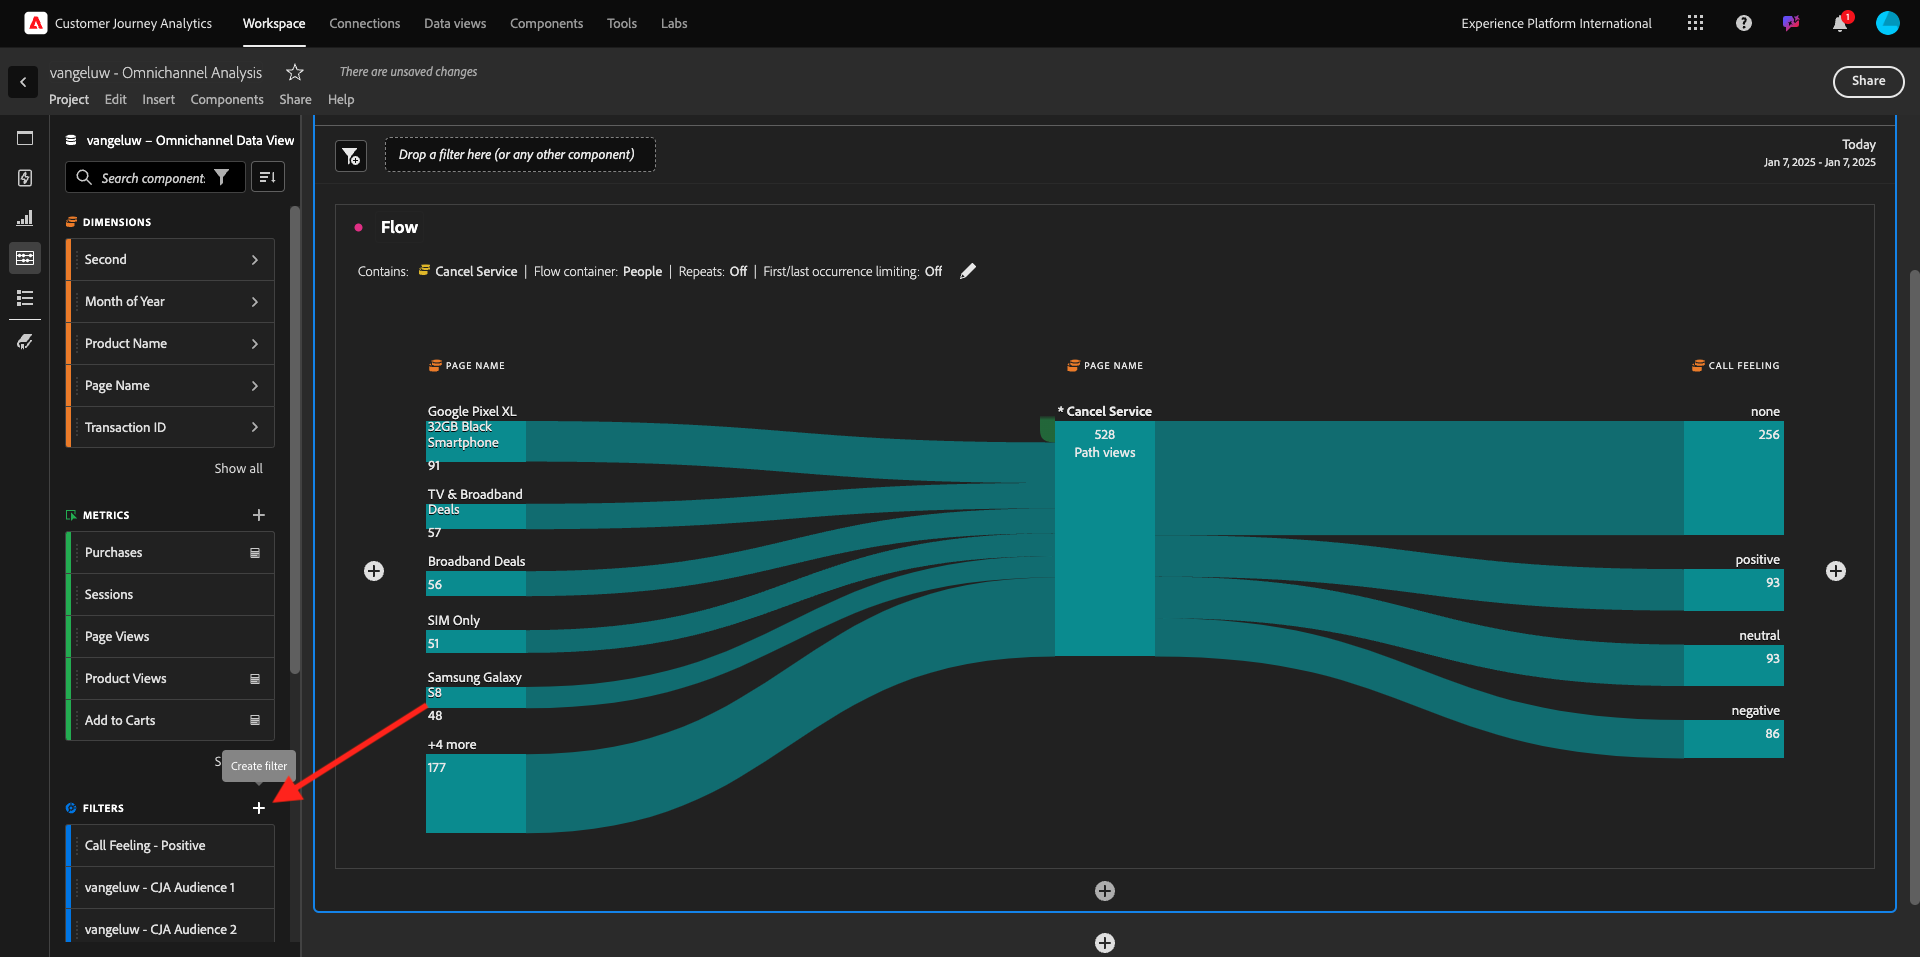 Customer Journey Analytics Workspace Connections Data views Components Tools Labs Experience Platform International 1
vangeluw - Omnichannel Analysis There are unsaved changes
Project Edit Insert Components Share Help Share
vangeluw – Omnichannel Data View
Search component
DIMENSIONS
Second
Month of Year
Product Name
Page Name
Transaction ID
Show all
METRICS
Purchases
Sessions
Page Views
Product Views
Add to Carts
S
Create filter
FILTERS
Call Feeling - Positive
vangeluw - CJA Audience 1
vangeluw - CJA Audience 2
Drop a filter here (or any other component)
Today
Jan 7, 2025 - Jan 7, 2025
Flow
Contains: Cancel Service | Flow container: People | Repeats: Off | First/last occurrence limiting: Off
PAGE NAME
Google Pixel XL
32GB Black
Smartphone
91
TV & Broadband
Deals
57
Broadband Deals
56
SIM Only
51
Samsung Galaxy
S8
48
+4 more
177
PAGE NAME
* Cancel Service
528
Path views
CALL FEELING
none
256
positive
93
neutral
93
negative
86